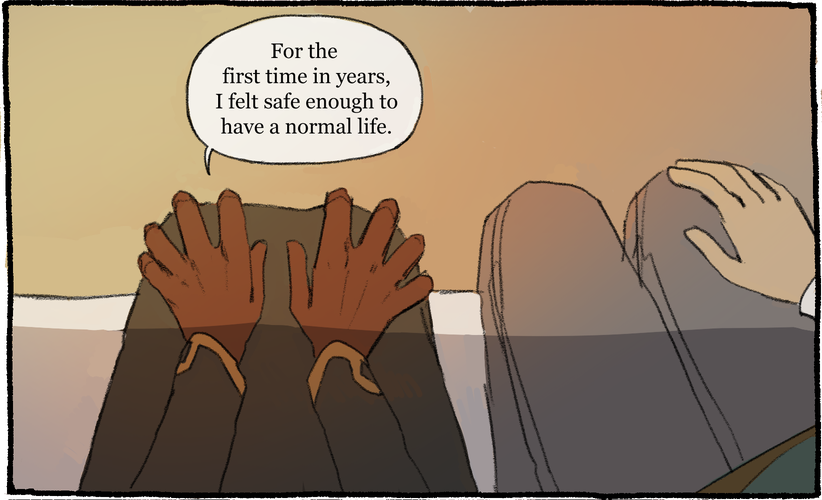 For the
first time in years,
I felt safe enough to
have a normal life.